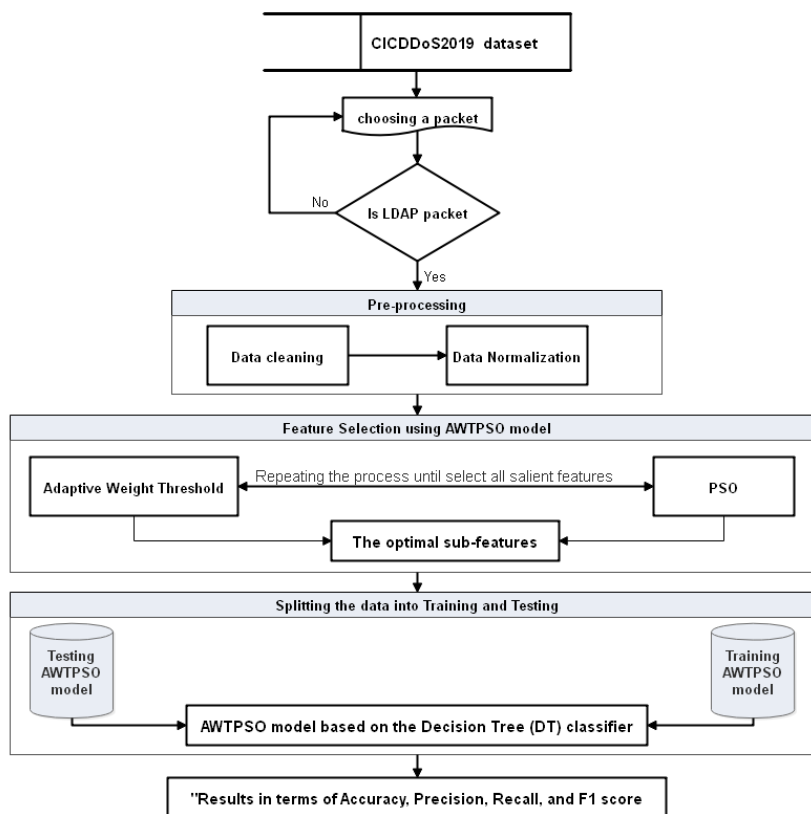 CICDDoS2019 dataset
choosing a packet
Is LDAP packet
No
Yes
Pre-processing
Data cleaning
Data Normalization
Feature Selection using AWTPSO model
Adaptive Weight Threshold
Repeating the process until select all salient features
PSO
The optimal sub-features
Splitting the data into Training and Testing
Testing
AWTPSO
model
Training
AWTPSO
model
AWTPSO model based on the Decision Tree (DT) classifier
"Results in terms of Accuracy, Precision, Recall, and F1 score